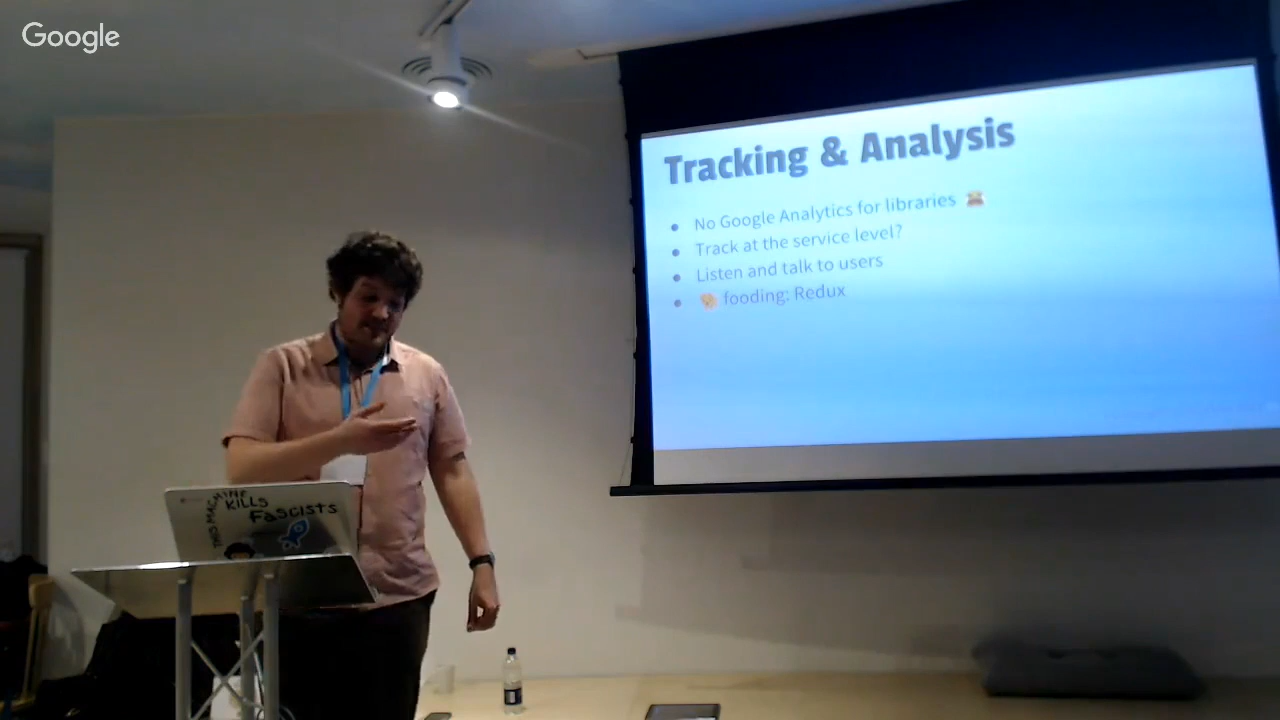 Google
Tracking & Analysis
No Google Analytics for libraries
Track at the service level?
Listen and talk to users
fooding: Redux
THIS MACHINE
KILLS
FASCISTS